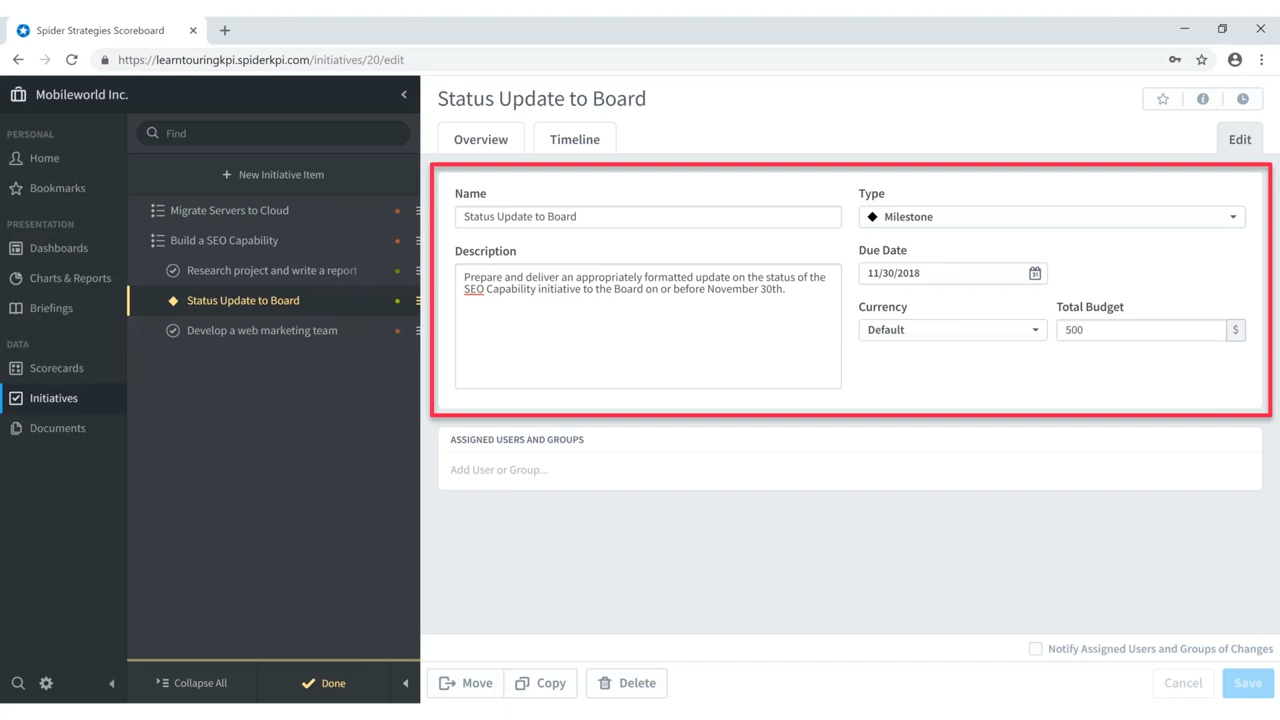 Spider Strategies Scoreboard
https://learntouringkpi.spiderkpi.com/initiatives/20/edit
Mobileworld Inc.
PERSONAL
Home
Bookmarks
PRESENTATION
Dashboards
Charts & Reports
Briefings
DATA
Scorecards
Initiatives
Documents
Find
+ New Initiative Item
Migrate Servers to Cloud
Build a SEO Capability
Research project and write a report
Status Update to Board
Develop a web marketing team
Collapse All
Done
Status Update to Board
Overview
Timeline
Edit
Name
Status Update to Board
Description
Prepare and deliver an appropriately formatted update on the status of the
SEO Capability initiative to the Board on or before November 30th.
Type
Milestone
Due Date
11/30/2018
31
Currency
Total Budget
Default
500
$
ASSIGNED USERS AND GROUPS
Add User or Group...
Notify Assigned Users and Groups of Changes
Move
Copy
Delete
Cancel
Save